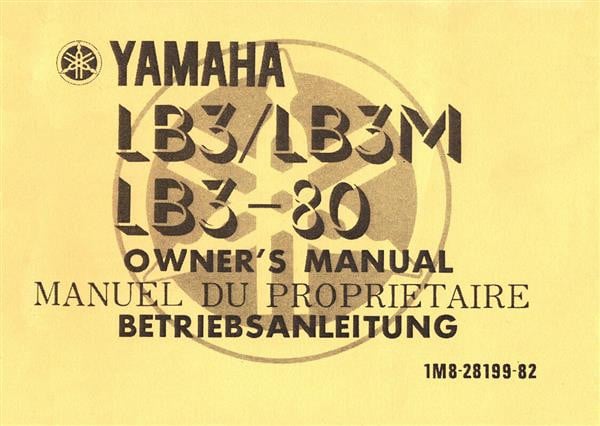 YAMAHA
LB3/LB3M
LB3-80
OWNER'S MANUAL
MANUEL DU PROPRIETAIRE
BETRIEBSANLEITUNG
1M8-28199-82